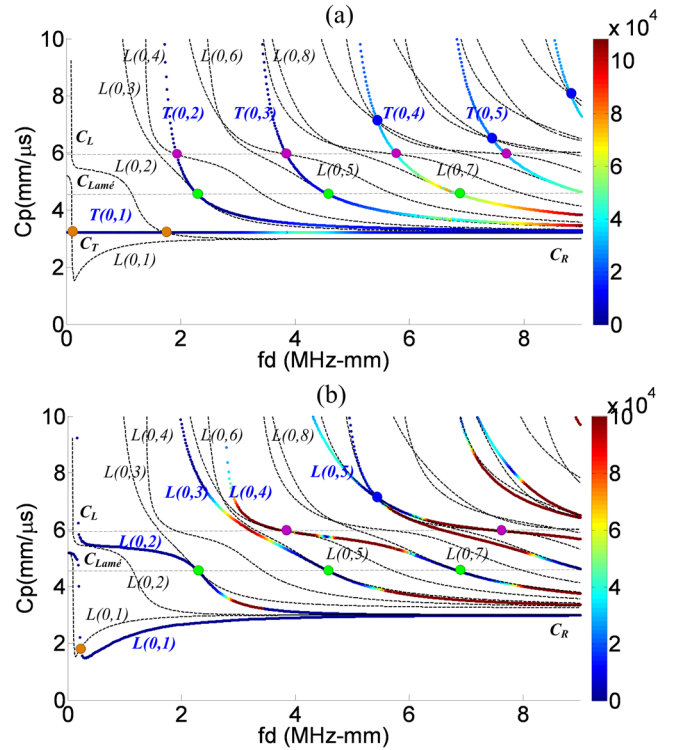 (a)
x 10⁴
10
8
6
4
2
0
Cp(mm/µs)
L(0,4)
L(0,6)
L(0,8)
L(0,3)
T(0,2)
T(0,3)
T(0,4)
T(0,5)
C_L
L(0,2)
L(0,5)
L(0,7)
C_Lamé
T(0,1)
C_T
L(0,1)
C_R
0
2
4
6
8
fd (MHz-mm)
10
8
6
4
2
0
(b)
x 10⁴
10
8
6
4
2
0
Cp(mm/µs)
L(0,4)
L(0,6)
L(0,8)
L(0,3)
L(0,3)
L(0,4)
L(0,5)
C_L
L(0,2)
C_Lamé
L(0,2)
L(0,5)
L(0,7)
L(0,1)
L(0,1)
C_R
0
2
4
6
8
fd (MHz-mm)
10
8
6
4
2
0